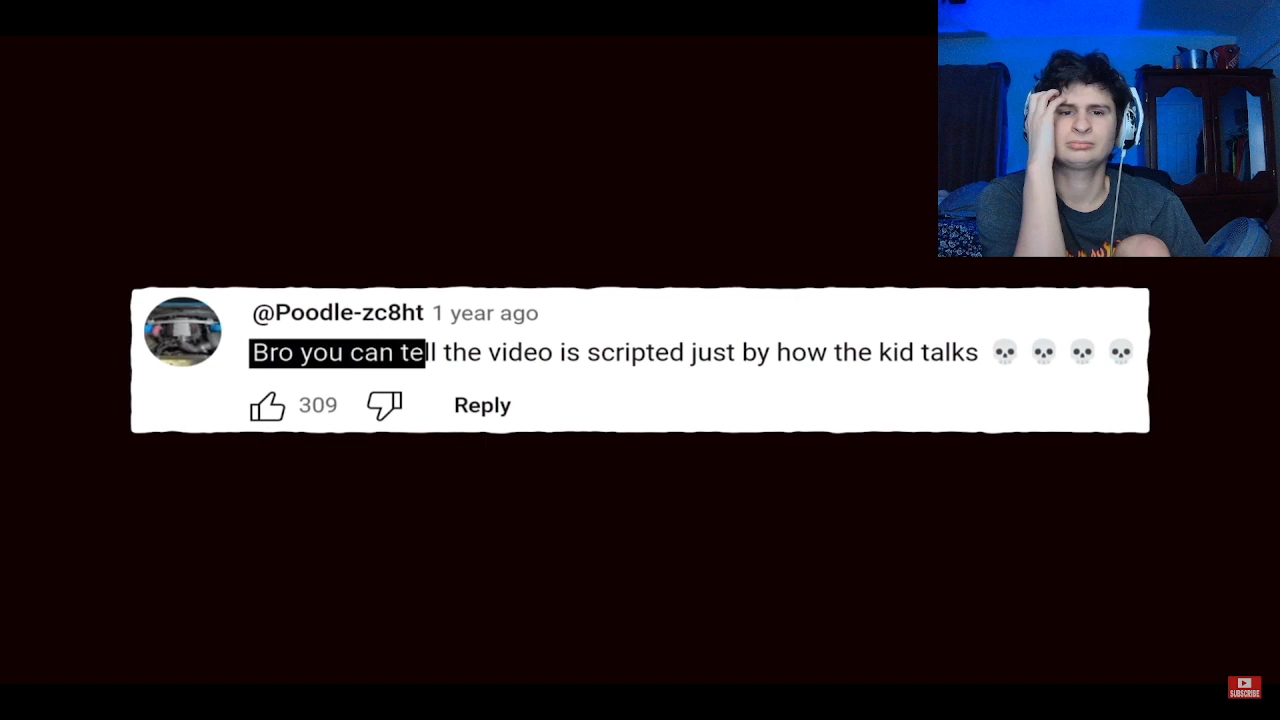 @Poodle-zc8ht 1 year ago
Bro you can tell the video is scripted just by how the kid talks 💀 💀 💀 💀
309 Reply
SUBSCRIBE